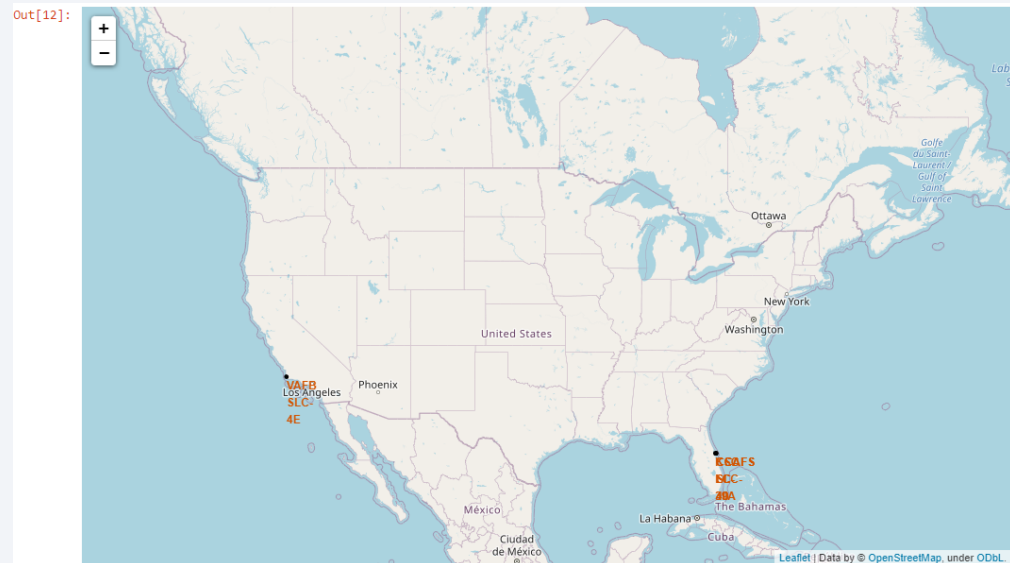 Out[12]:
+
−
Golfe
du Saint-
Laurent /
Gulf of
Saint
Lawrence
Ottawa
New York
Washington
United States
Phoenix
Los Angeles
VAFB
SLC-
4E
The Bahamas
La Habana
Cuba
México
Ciudad
de México
Leaflet | Data by © OpenStreetMap, under ODbL.